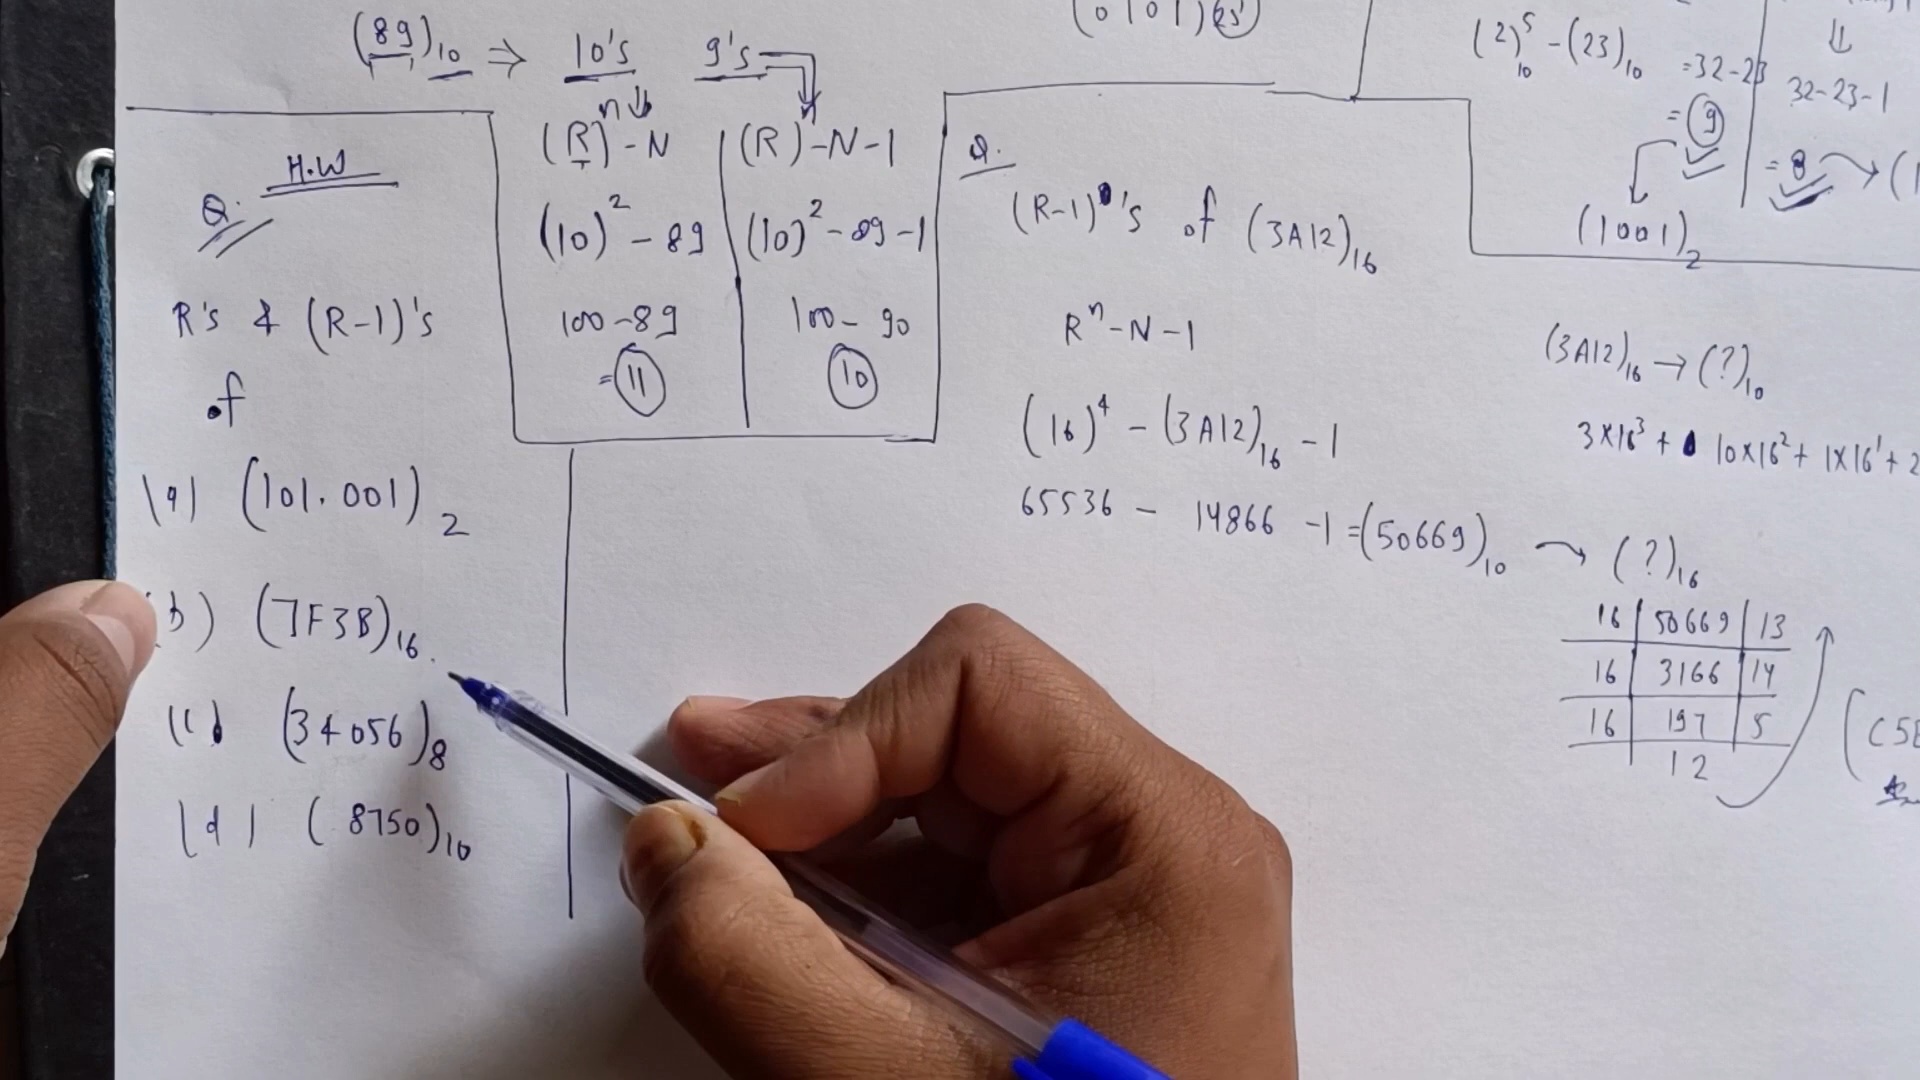 (89)10 ⇒ 10's 9's
(R)^n - N
(10)^2 - 89
100 - 89
= 11
(R)^n - N - 1
(10)^2 - 89 - 1
100 - 90
10
H.W
Q.
R's & (R-1)'s
of
(a) (101.001)2
b) (7F3B)16
(c) (34056)8
(d) (8750)10
(0101)
Q.
(R-1)'s of (3A12)16
R^n - N - 1
(16)^4 - (3A12)16 - 1
65536 - 14866 - 1 = (50669)10 → (?)16
(2)^5 10 - (23)10 = 32 - 23
= 9
(1001)2
⇓
32 - 23 - 1
= 8 → (1
(3A12)16 → (?)10
3×16^3 + 10×16^2 + 1×16^1 + 2
16 | 50669 | 13
16 | 3166 | 14
16 | 197 | 5
12
(C5E